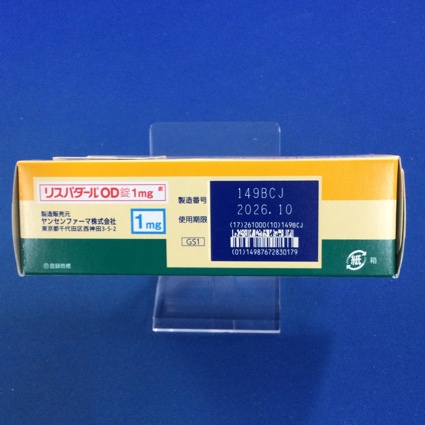 リスパダールOD錠1mg
製造販売元
ヤンセンファーマ株式会社
東京都千代田区西神田3-5-2
1mg
製造番号
149BCJ
使用期限
2026.10
GS1
(17)261000(10)149BCJ
(01)14987672830179
紙
箱
Ⓡ登録商標